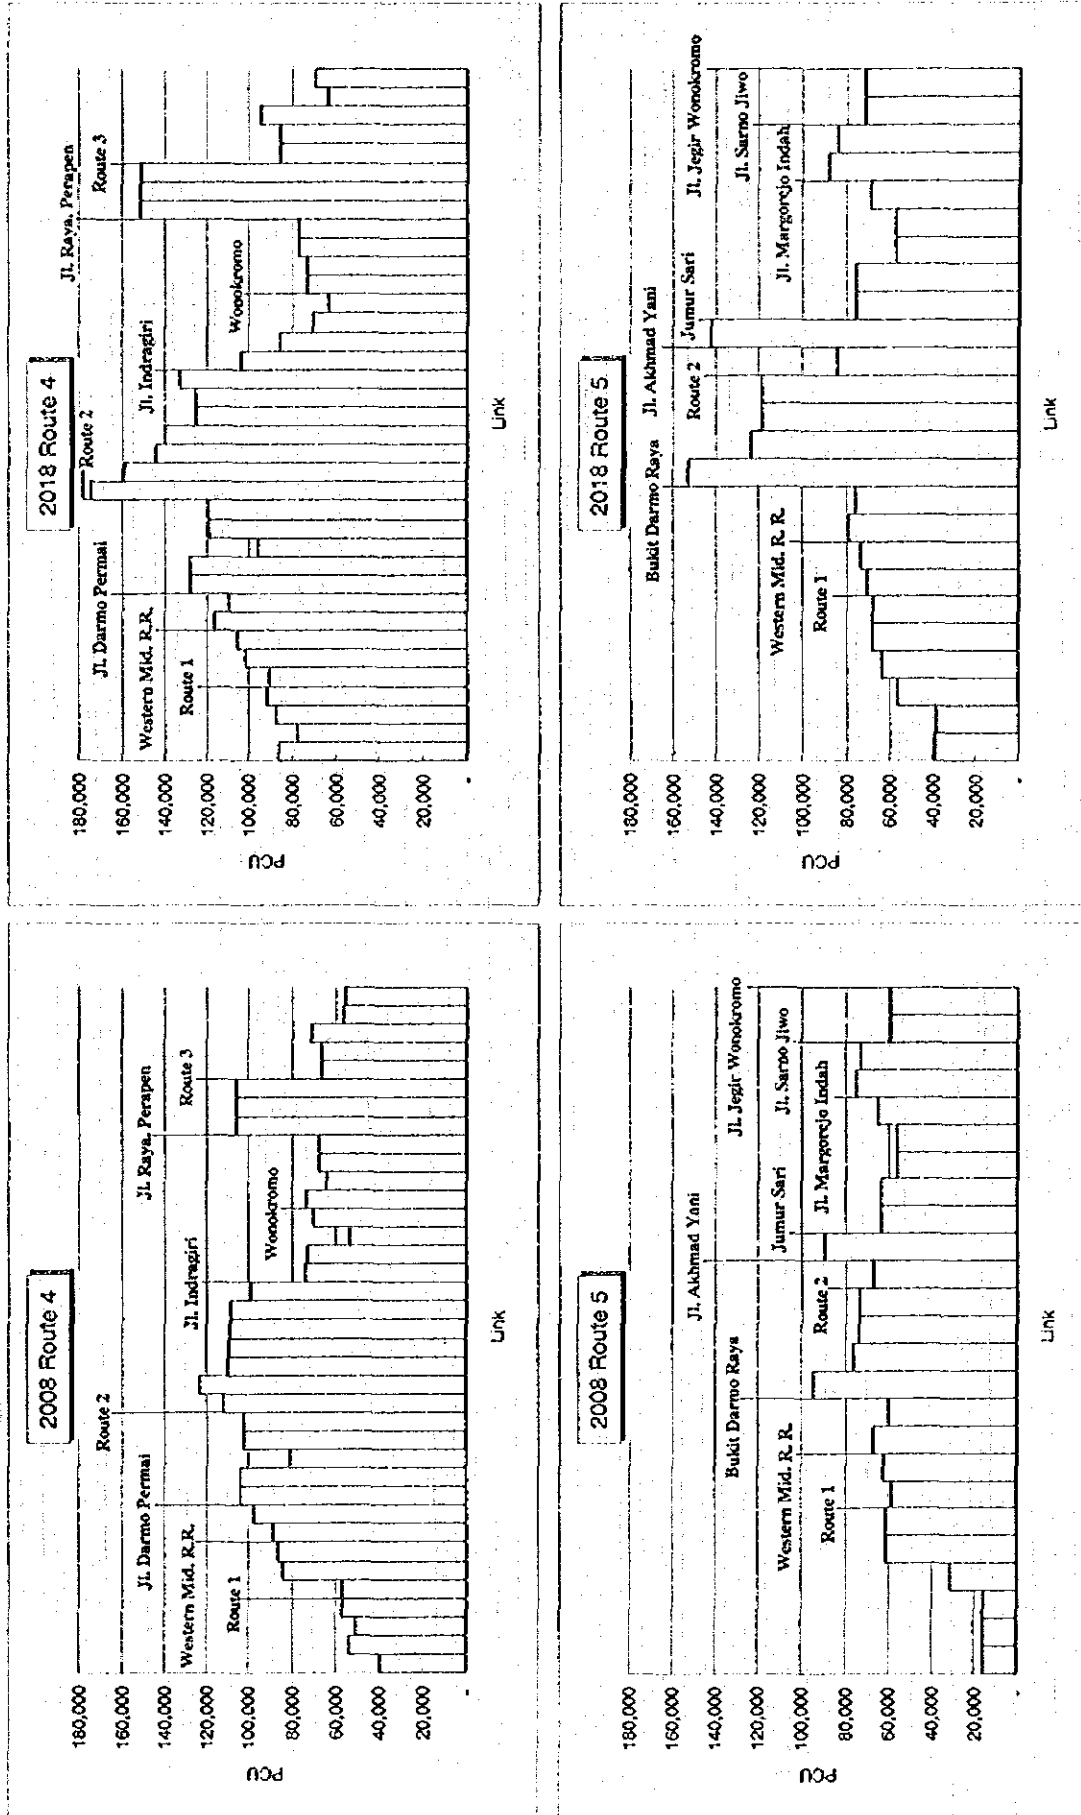 2008 Route 4
PCU
180,000
160,000
140,000
120,000
100,000
80,000
60,000
40,000
20,000
-
Western Mid. R.R.
Route 1
Jl. Darmo Permai
Route 2
Jl. Indragiri
Wonokromo
Jl. Raya. Perapen
Route 3
Link
2018 Route 4
PCU
180,000
160,000
140,000
120,000
100,000
80,000
60,000
40,000
20,000
-
Jl. Darmo Permai
Western Mid. R.R.
Route 1
Route 2
Jl. Indragiri
Wonokromo
Jl. Raya. Perapen
Route 3
Link
2008 Route 5
PCU
180,000
160,000
140,000
120,000
100,000
80,000
60,000
40,000
20,000
-
Route 1
Western Mid. R. R.
Bukit Darmo Raya
Route 2
Jl. Akhmad Yani
Jumur Sari
Jl. Margorejo Indah
Jl. Sarno Jiwo
Jl. Jegir Wonokromo
Link
2018 Route 5
PCU
180,000
160,000
140,000
120,000
100,000
80,000
60,000
40,000
20,000
-
Route 1
Western Mid. R. R.
Bukit Darmo Raya
Route 2
Jl. Akhmad Yani
Jumur Sari
Jl. Margorejo Indah
Jl. Sarno Jiwo
Jl. Jegir Wonokromo
Link